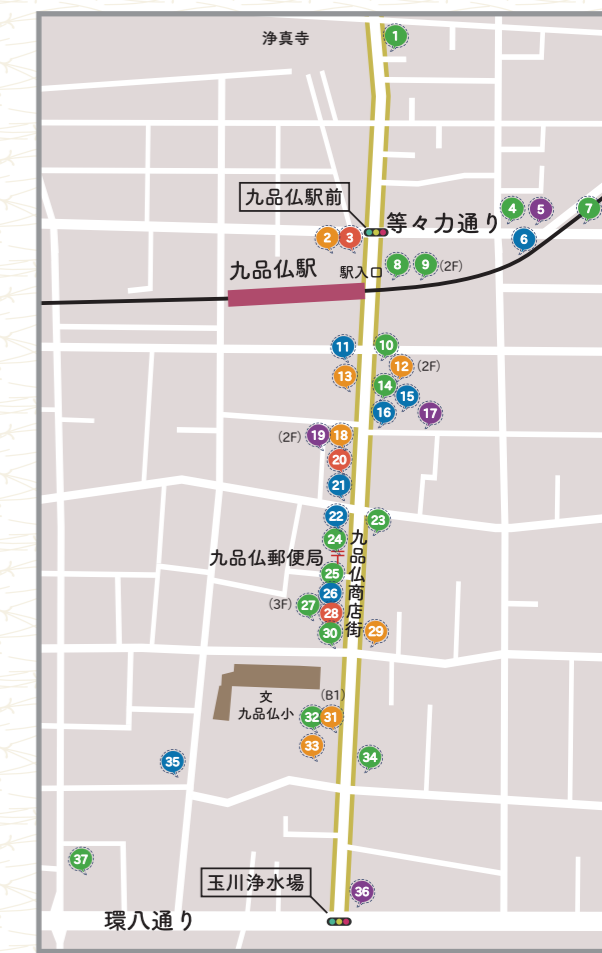 浄真寺
1
九品仏駅前
4
5
7
等々力通り
2
3
6
九品仏駅
駅入口
8
9
(2F)
11
10
12
(2F)
13
14
15
16
17
(2F)
19
18
20
21
22
23
24
九品仏郵便局
〒
九品仏商店街
25
26
(3F)
27
28
30
29
文
九品仏小
(B1)
32
31
33
34
35
37
玉川浄水場
36
環八通り